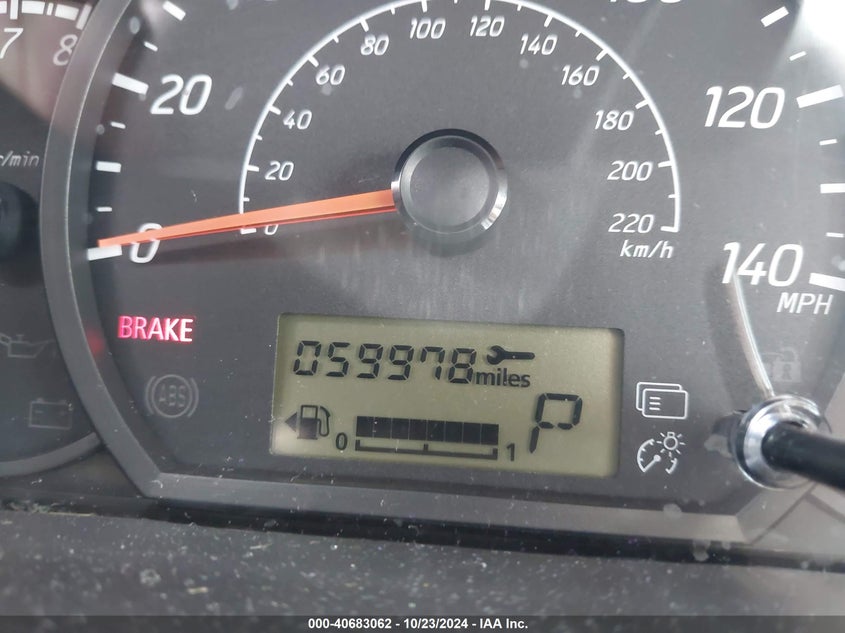 7 8
r/min
20
0
0 20 40 60 80 100 120 140 160 180 200 220
km/h
120
140
MPH
BRAKE
ABS
059978 miles
0 1
P
000-40683062 - 10/23/2024 - IAA Inc.